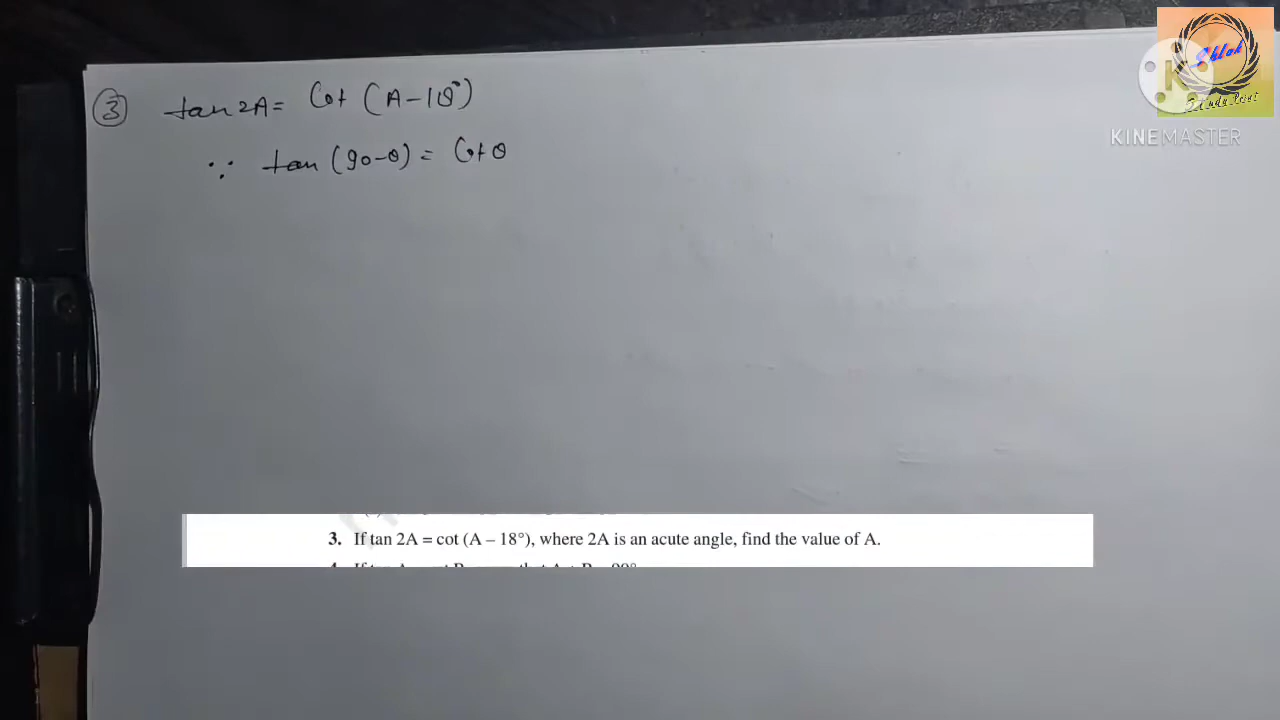 ③ tan 2A = Cot (A-18°)
∵ tan (90-θ) = Cot θ
3. If tan 2A = cot (A – 18°), where 2A is an acute angle, find the value of A.
Shlok
K
KINEMASTER